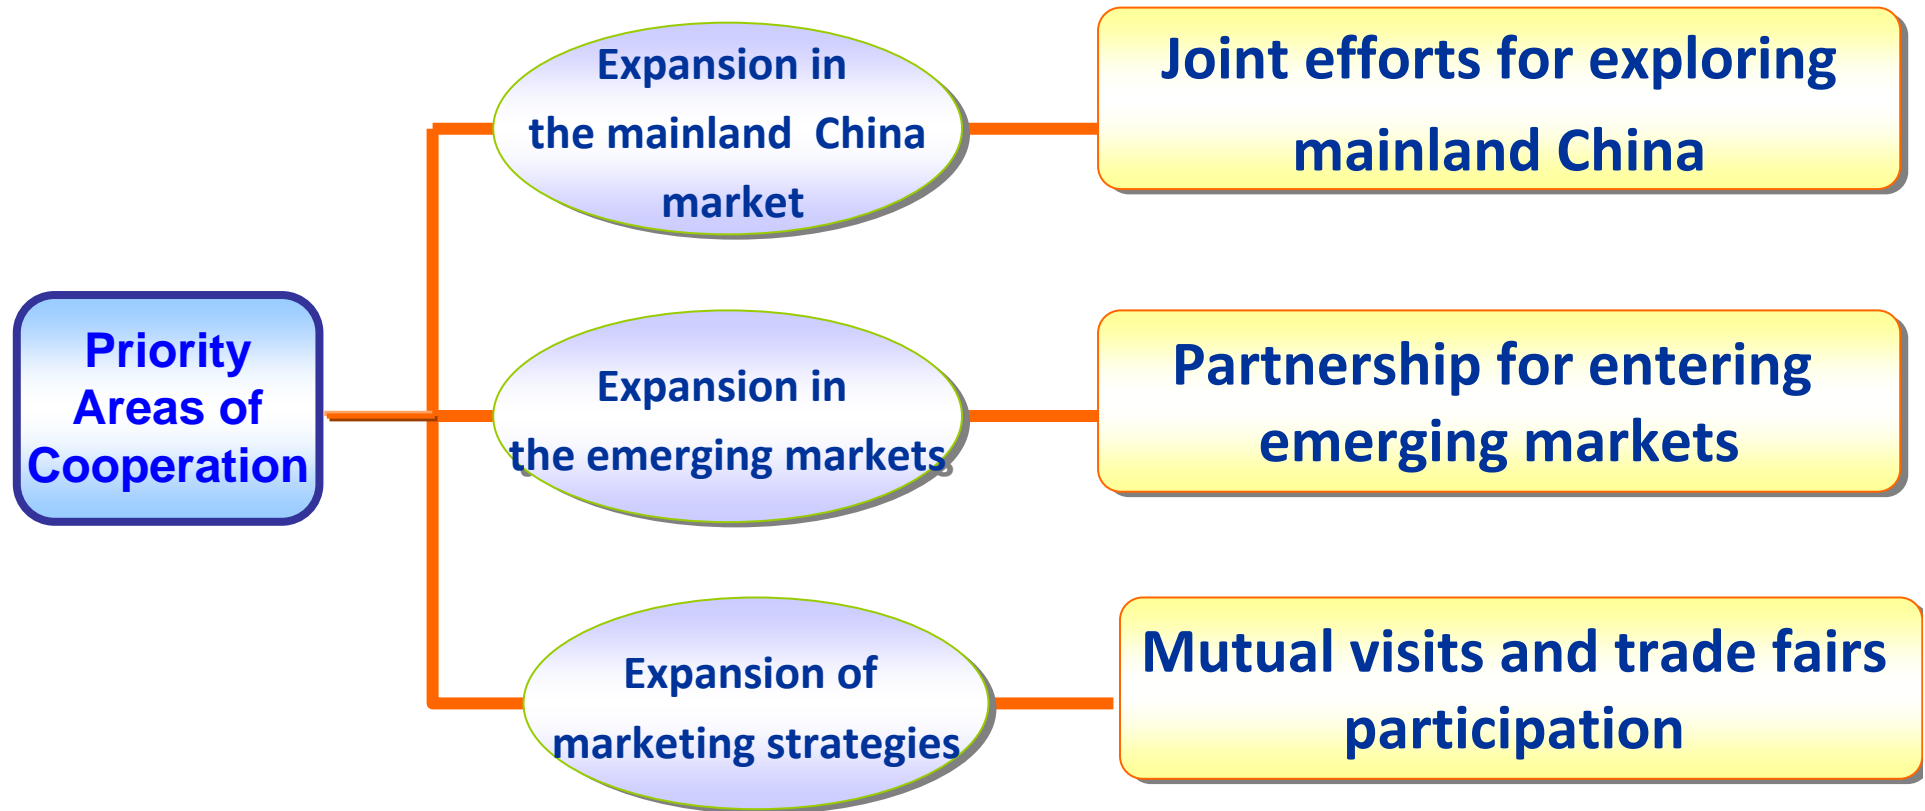 Priority
Areas of
Cooperation
Expansion in
the mainland China
market
Joint efforts for exploring
mainland China
Expansion in
the emerging markets
Partnership for entering
emerging markets
Expansion of
marketing strategies
Mutual visits and trade fairs
participation